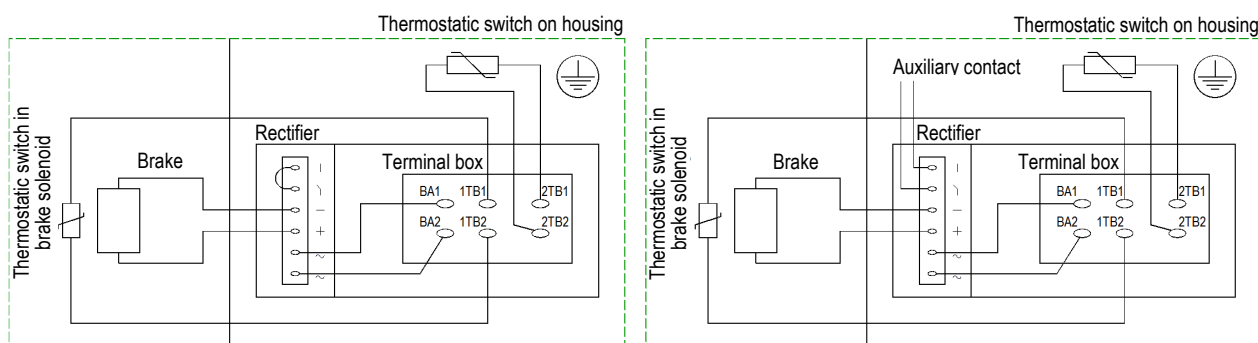 Thermostatic switch on housing
Thermostatic switch in
brake solenoid
Brake
Rectifier
Terminal box
BA1 1TB1 2TB1
BA2 1TB2 2TB2
Thermostatic switch on housing
Auxiliary contact
Thermostatic switch in
brake solenoid
Brake
Rectifier
Terminal box
BA1 1TB1 2TB1
BA2 1TB2 2TB2